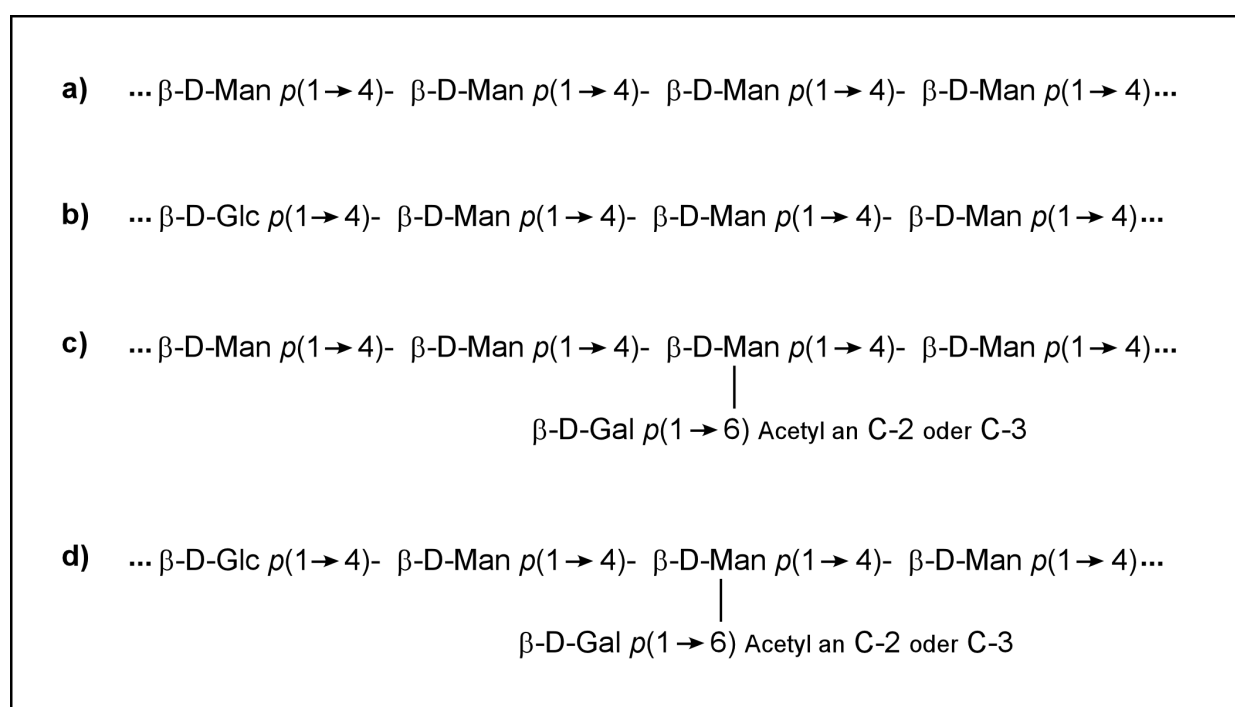 a) ... β-D-Man p(1→4)- β-D-Man p(1→4)- β-D-Man p(1→4)- β-D-Man p(1→4)...
b) ... β-D-Glc p(1→4)- β-D-Man p(1→4)- β-D-Man p(1→4)- β-D-Man p(1→4)...
c) ... β-D-Man p(1→4)- β-D-Man p(1→4)- β-D-Man p(1→4)- β-D-Man p(1→4)...
β-D-Gal p(1→6) Acetyl an C-2 oder C-3
d) ... β-D-Glc p(1→4)- β-D-Man p(1→4)- β-D-Man p(1→4)- β-D-Man p(1→4)...
β-D-Gal p(1→6) Acetyl an C-2 oder C-3